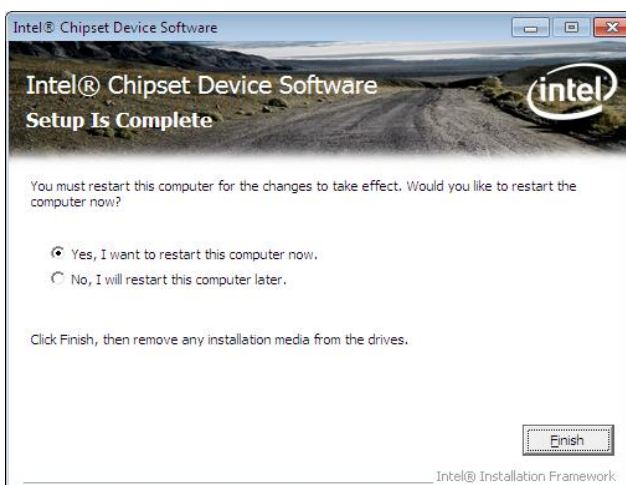 Intel® Chipset Device Software
Intel® Chipset Device Software
intel
Setup Is Complete
You must restart this computer for the changes to take effect. Would you like to restart the
computer now?
Yes, I want to restart this computer now.
No, I will restart this computer later.
Click Finish, then remove any installation media from the drives.
Finish
Intel® Installation Framework